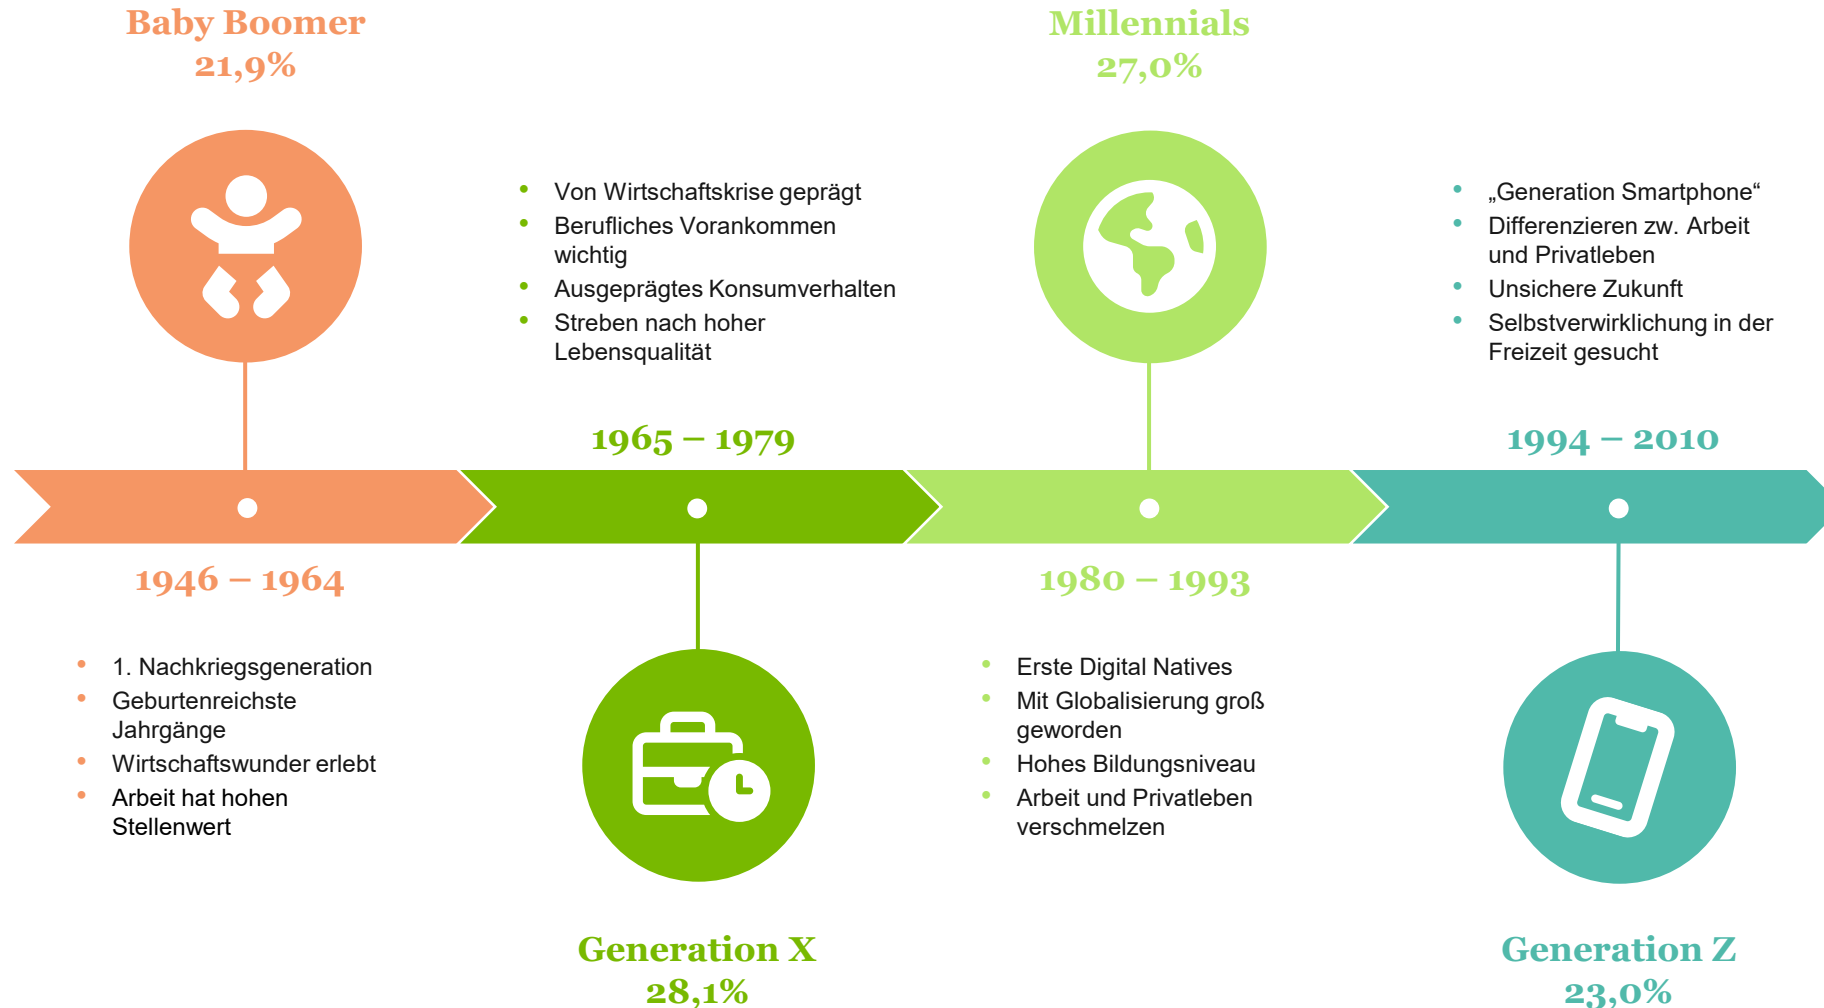 Baby Boomer
21,9%
1946 – 1964
• 1. Nachkriegsgeneration
• Geburtenreichste
Jahrgänge
• Wirtschaftswunder erlebt
• Arbeit hat hohen
Stellenwert
• Von Wirtschaftskrise geprägt
• Berufliches Vorankommen
wichtig
• Ausgeprägtes Konsumverhalten
• Streben nach hoher
Lebensqualität
1965 – 1979
Generation X
28,1%
Millennials
27,0%
1980 – 1993
• Erste Digital Natives
• Mit Globalisierung groß
geworden
• Hohes Bildungsniveau
• Arbeit und Privatleben
verschmelzen
• „Generation Smartphone“
• Differenzieren zw. Arbeit
und Privatleben
• Unsichere Zukunft
• Selbstverwirklichung in der
Freizeit gesucht
1994 – 2010
Generation Z
23,0%